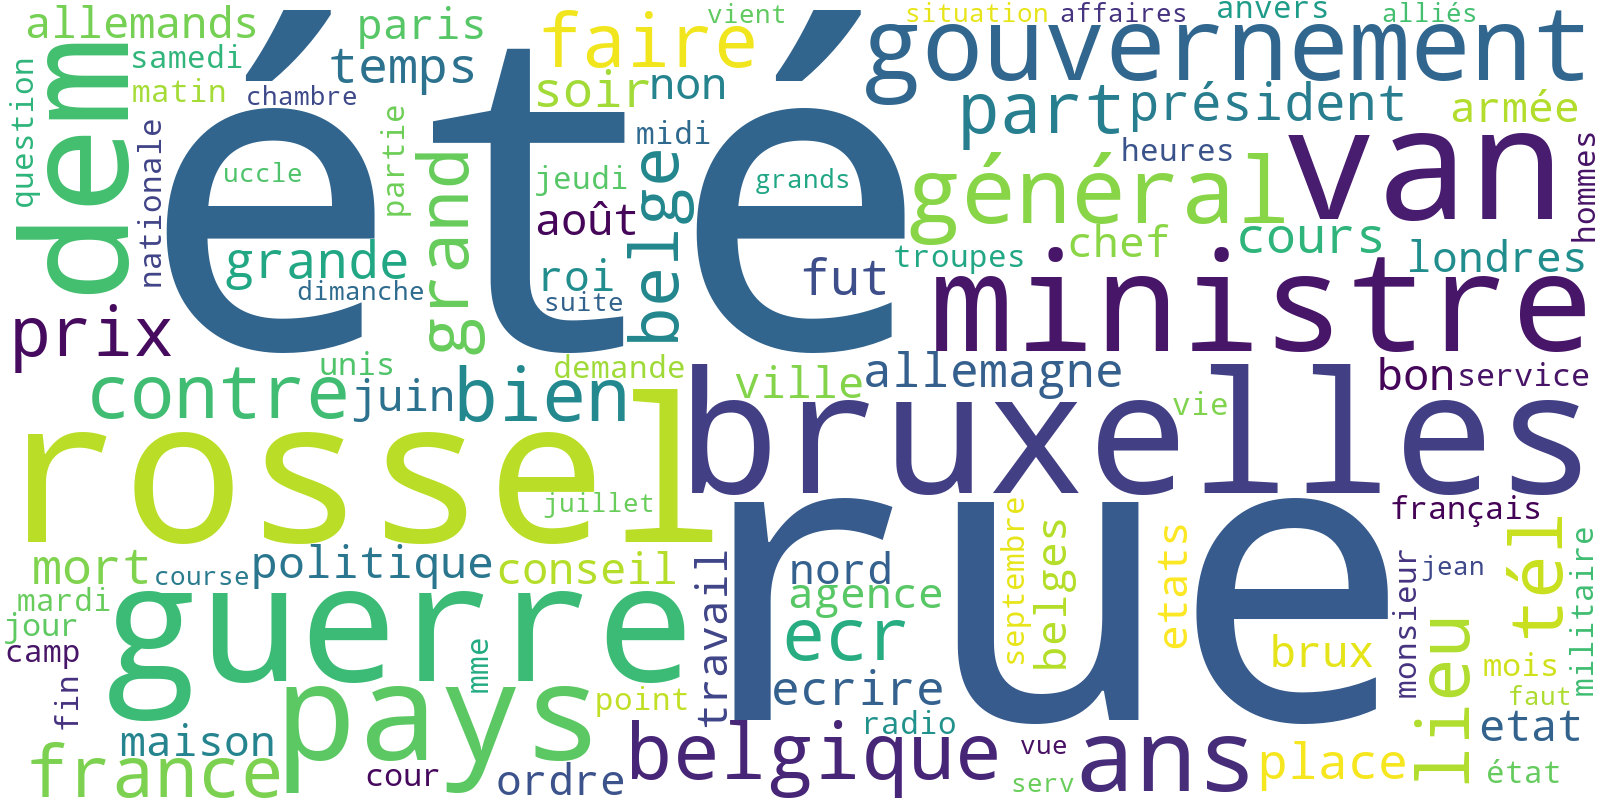 allemands
paris
vient
situation
affaires
anvers
alliés
samedi
temps
faire
gouvernement
question
dem
matin
chambre
soir
non
part
président
armée
nationale
partie
été
midi
heures
van
hommes
uccle
grand
jeudi
belge
grands
général
août
chef
cours
grande
roi
fut
troupes
londres
dimanche
suite
ministre
prix
unis
demande
contre
juin
bien
ville
allemagne
bon
service
vie
rossel
bruxelles
juillet
rue
septembre
français
mort
course
politique
conseil
nord
belges
etats
tél
militaire
jean
monsieur
mardi
agence
travail
jour
guerre
ecr
brux
lieu
mois
camp
mme
fin
pays
point
ecrire
faut
maison
radio
etat
france
cour
ordre
belgique
vue
serv
ans
place
état